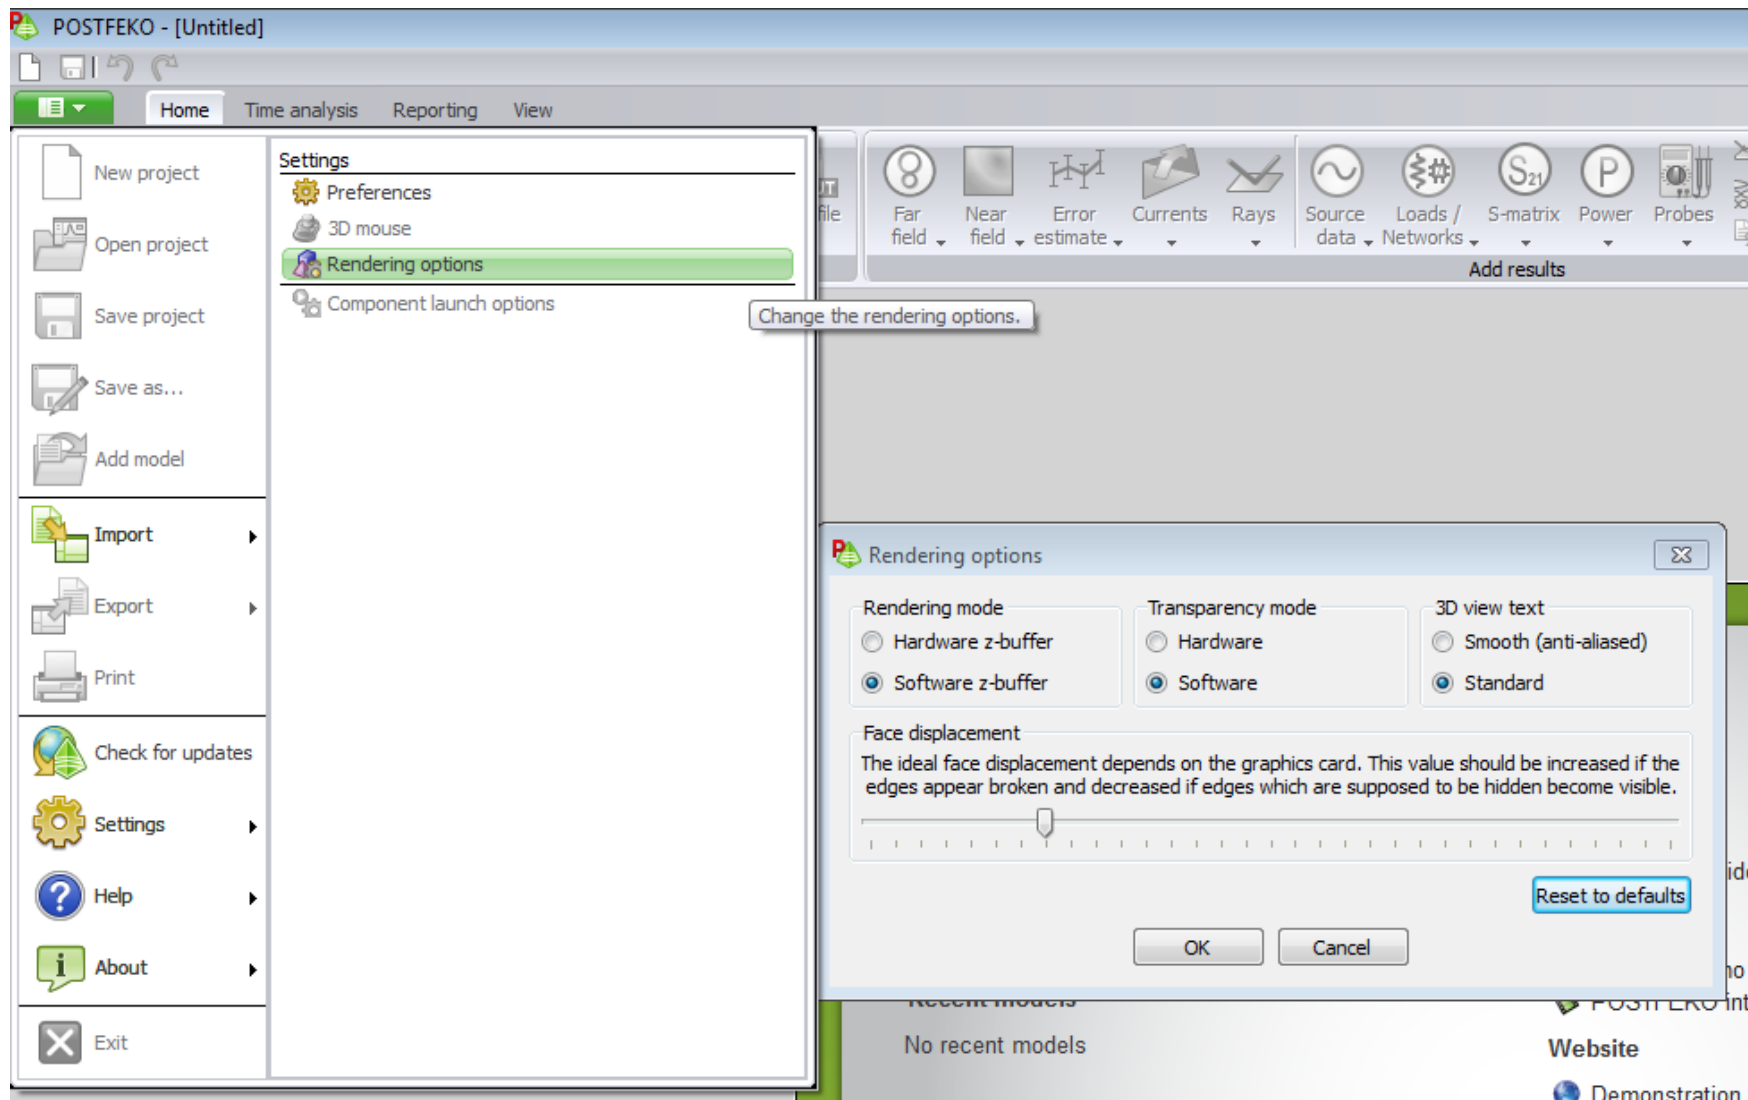 POSTFEKO - [Untitled]
Home Time analysis Reporting View
New project
Open project
Save project
Save as...
Add model
Import
Export
Print
Check for updates
Settings
Help
About
Exit
Settings
Preferences
3D mouse
Rendering options
Component launch options
Change the rendering options.
file
Far field
Near field
Error estimate
Currents
Rays
Source data
Loads / Networks
S21
S-matrix
P
Power
Probes
Add results
Rendering options
Rendering mode
Hardware z-buffer
Software z-buffer
Transparency mode
Hardware
Software
3D view text
Smooth (anti-aliased)
Standard
Face displacement
The ideal face displacement depends on the graphics card. This value should be increased if the
edges appear broken and decreased if edges which are supposed to be hidden become visible.
Reset to defaults
OK Cancel
Recent models
No recent models
POSTFEKO
Website
Demonstration